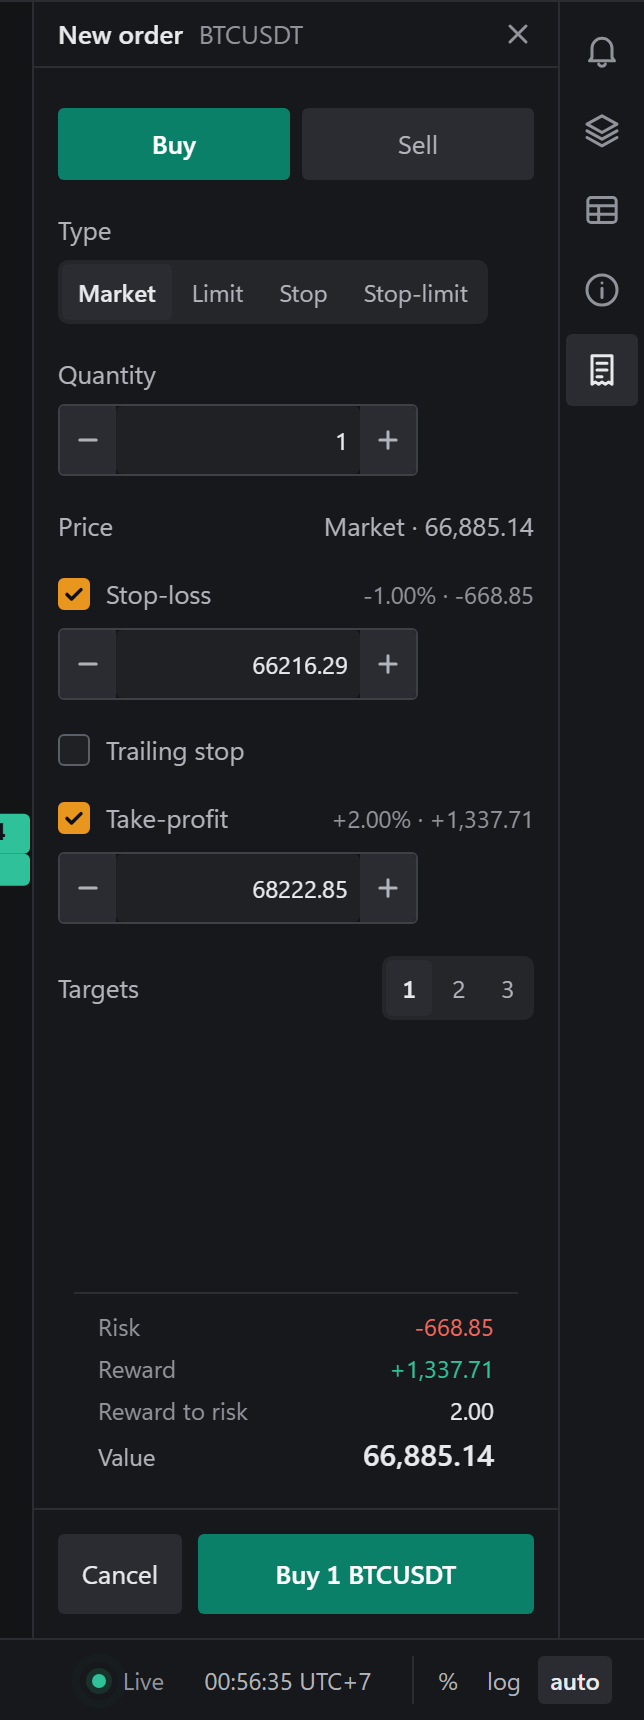 New order BTCUSDT
Buy Sell
Type
Market Limit Stop Stop-limit
Quantity
− 1 +
Price Market · 66,885.14
Stop-loss -1.00% · -668.85
− 66216.29 +
Trailing stop
4
Take-profit +2.00% · +1,337.71
− 68222.85 +
Targets 1 2 3
Risk -668.85
Reward +1,337.71
Reward to risk 2.00
Value 66,885.14
Cancel Buy 1 BTCUSDT
Live 00:56:35 UTC+7 % log auto